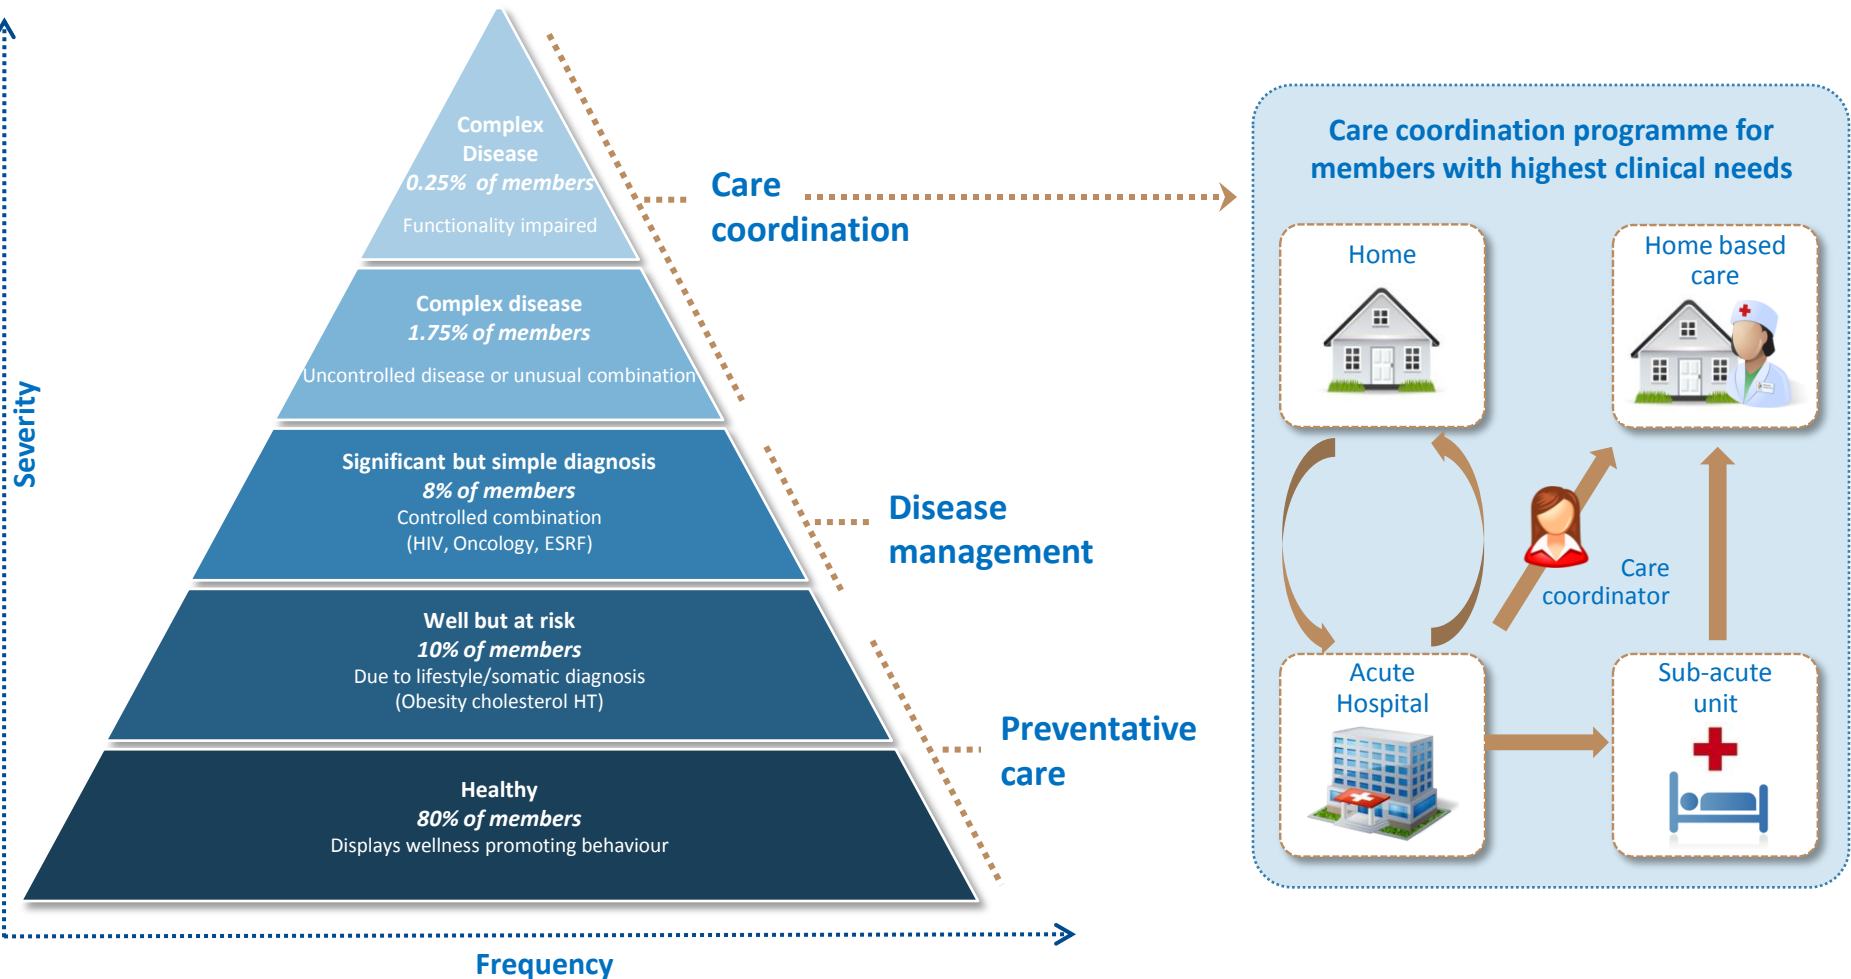 Severity
Complex
Disease
0.25% of members
Functionality impaired
Complex disease
1.75% of members
Uncontrolled disease or unusual combination
Significant but simple diagnosis
8% of members
Controlled combination
(HIV, Oncology, ESRF)
Well but at risk
10% of members
Due to lifestyle/somatic diagnosis
(Obesity cholesterol HT)
Healthy
80% of members
Displays wellness promoting behaviour
Frequency
Care
coordination
Disease
management
Preventative
care
Care coordination programme for
members with highest clinical needs
Home
Home based
care
Care
coordinator
Acute
Hospital
Sub-acute
unit